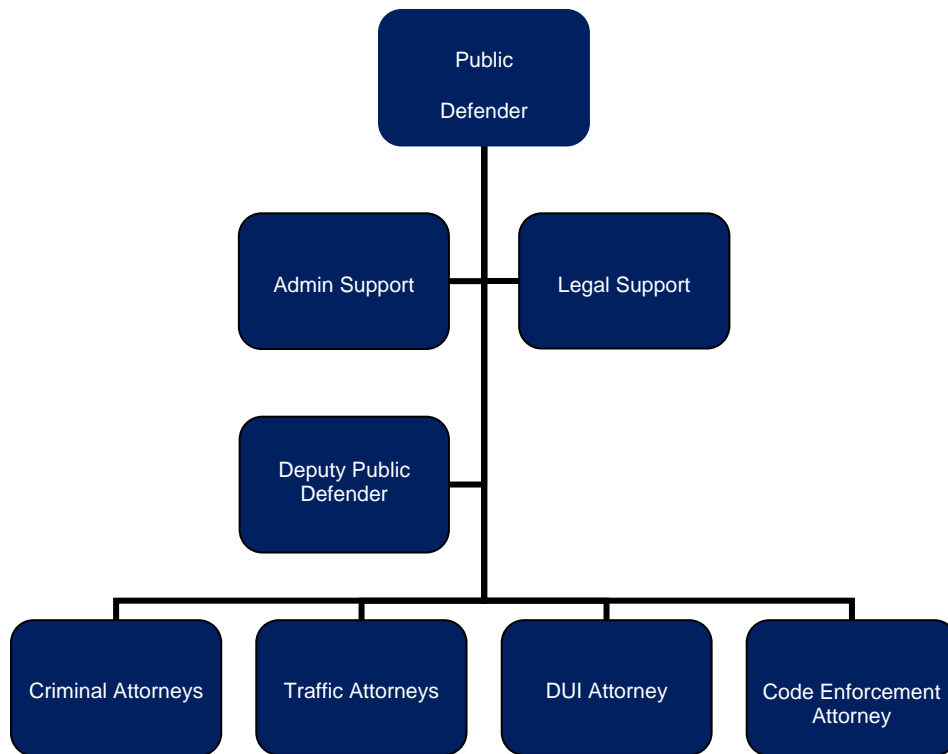 Public
Defender
Admin Support
Legal Support
Deputy Public
Defender
Criminal Attorneys
Traffic Attorneys
DUI Attorney
Code Enforcement
Attorney